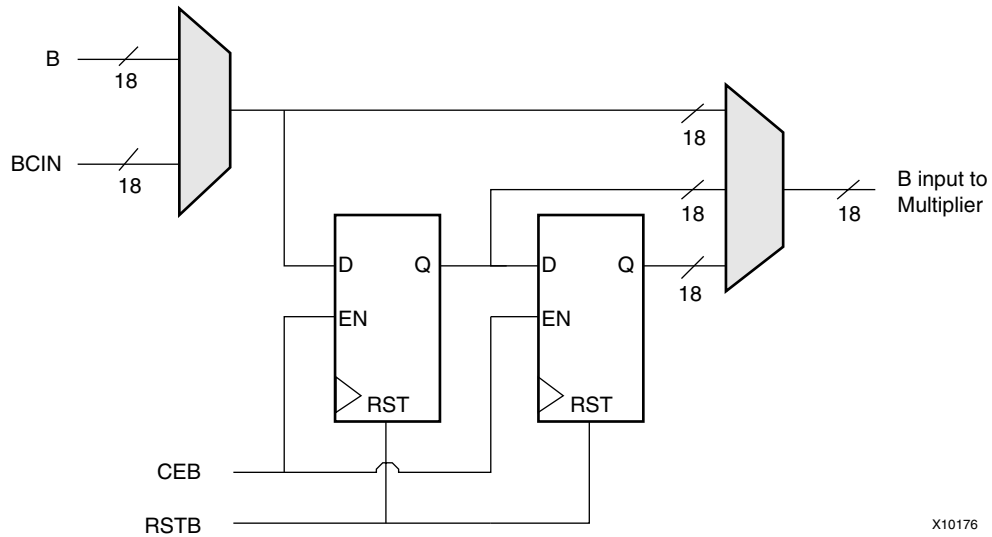 B
18
BCIN
18
18
18
18
18
B input to
Multiplier
D
Q
EN
RST
D
Q
EN
RST
CEB
RSTB
X10176